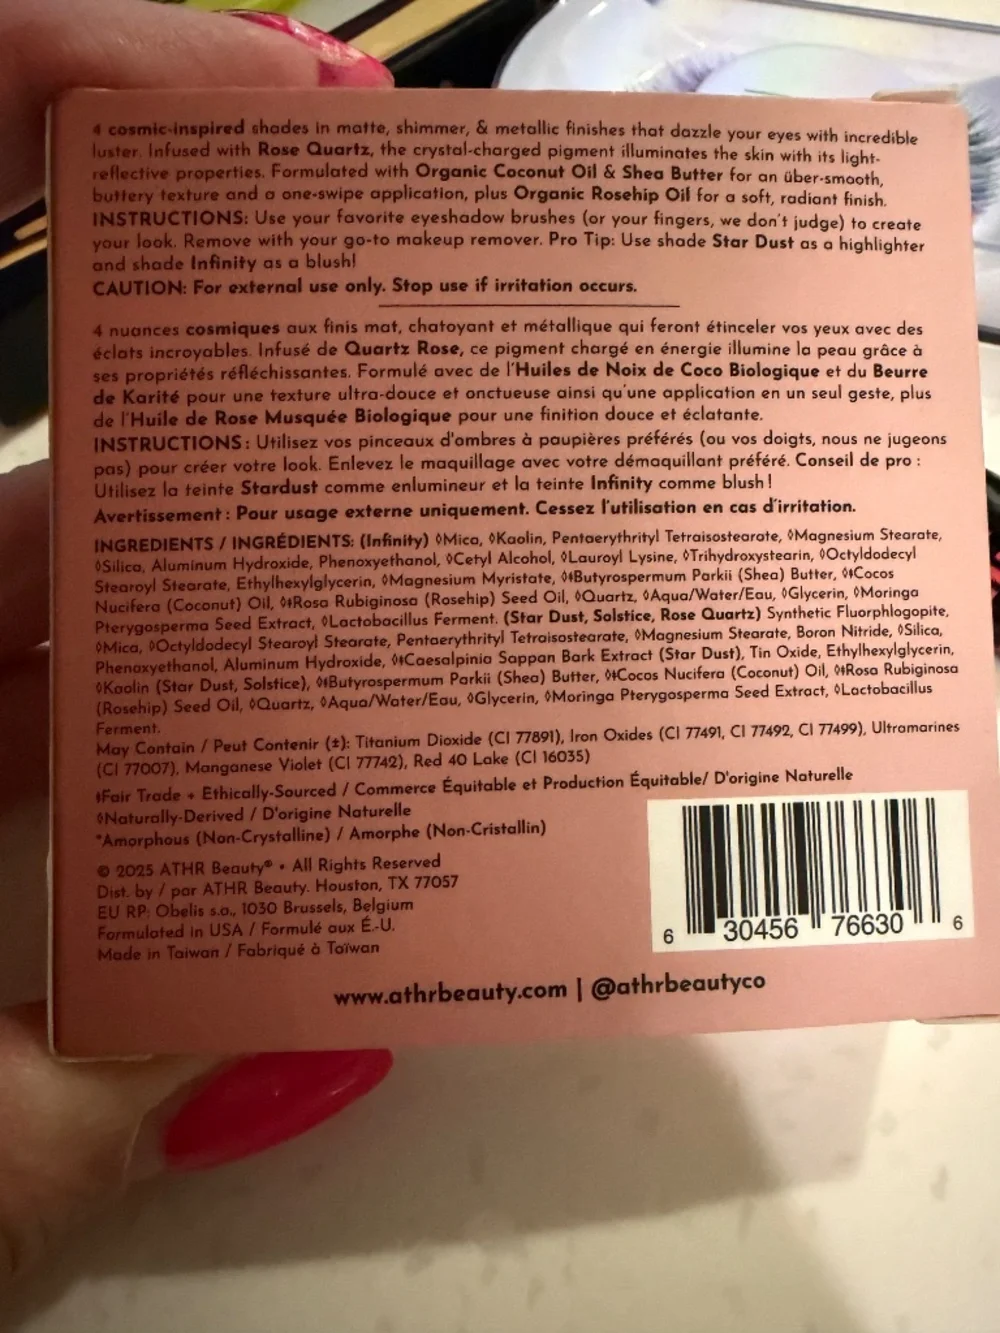 4 cosmic-inspired shades in matte, shimmer, & metallic finishes that dazzle your eyes with incredible
luster. Infused with Rose Quartz, the crystal-charged pigment illuminates the skin with its light-
reflective properties. Formulated with Organic Coconut Oil & Shea Butter for an über-smooth,
buttery texture and a one-swipe application, plus Organic Rosehip Oil for a soft, radiant finish.
INSTRUCTIONS: Use your favorite eyeshadow brushes (or your fingers, we don't judge) to create
your look. Remove with your go-to makeup remover. Pro Tip: Use shade Star Dust as a highlighter
and shade Infinity as a blush!
CAUTION: For external use only. Stop use if irritation occurs.
4 nuances cosmiques aux finis mat, chatoyant et métallique qui feront étinceler vos yeux avec des
éclats incroyables. Infusé de Quartz Rose, ce pigment chargé en énergie illumine la peau grâce à
ses propriétés réfléchissantes. Formulé avec de l'Huiles de Noix de Coco Biologique et du Beurre
de Karité pour une texture ultra-douce et onctueuse ainsi qu'une application en un seul geste, plus
de l'Huile de Rose Musquée Biologique pour une finition douce et éclatante.
INSTRUCTIONS : Utilisez vos pinceaux d'ombres à paupières préférés (ou vos doigts, nous ne jugeons
pas) pour créer votre look. Enlevez le maquillage avec votre démaquillant préféré. Conseil de pro :
Utilisez la teinte Stardust comme enlumineur et la teinte Infinity comme blush !
Avertissement : Pour usage externe uniquement. Cessez l'utilisation en cas d'irritation.
INGREDIENTS / INGRÉDIENTS: (Infinity) ◊Mica, ◊Kaolin, Pentaerythrityl Tetraisostearate, ◊Magnesium Stearate,
◊Silica, Aluminum Hydroxide, Phenoxyethanol, ◊Cetyl Alcohol, ◊Lauroyl Lysine, ◊Trihydroxystearin, ◊Octyldodecyl
Stearoyl Stearate, Ethylhexylglycerin, ◊Magnesium Myristate, ◊ǂButyrospermum Parkii (Shea) Butter, ◊ǂCocos
Nucifera (Coconut) Oil, ◊ǂRosa Rubiginosa (Rosehip) Seed Oil, ◊Quartz, ◊Aqua/Water/Eau, ◊Glycerin, ◊Moringa
Pterygosperma Seed Extract, ◊Lactobacillus Ferment. (Star Dust, Solstice, Rose Quartz) Synthetic Fluorphlogopite,
◊Mica, ◊Octyldodecyl Stearoyl Stearate, Pentaerythrityl Tetraisostearate, ◊Magnesium Stearate, Boron Nitride, ◊Silica,
Phenoxyethanol, Aluminum Hydroxide, ◊ǂCaesalpinia Sappan Bark Extract (Star Dust), Tin Oxide, Ethylhexylglycerin,
◊Kaolin (Star Dust, Solstice), ◊ǂButyrospermum Parkii (Shea) Butter, ◊ǂCocos Nucifera (Coconut) Oil, ◊ǂRosa Rubiginosa
(Rosehip) Seed Oil, ◊Quartz, ◊Aqua/Water/Eau, ◊Glycerin, ◊Moringa Pterygosperma Seed Extract, ◊Lactobacillus
Ferment.
May Contain / Peut Contenir (±): Titanium Dioxide (CI 77891), Iron Oxides (CI 77491, CI 77492, CI 77499), Ultramarines
(CI 77007), Manganese Violet (CI 77742), Red 40 Lake (CI 16035)
ǂFair Trade + Ethically-Sourced / Commerce Équitable et Production Équitable/ D'origine Naturelle
◊Naturally-Derived / D'origine Naturelle
*Amorphous (Non-Crystalline) / Amorphe (Non-Cristallin)
© 2025 ATHR Beauty® • All Rights Reserved
Dist. by / par ATHR Beauty. Houston, TX 77057
EU RP: Obelis s.a., 1030 Brussels, Belgium
Formulated in USA / Formulé aux É.-U.
Made in Taiwan / Fabriqué à Taïwan
6 30456 76630 6
www.athrbeauty.com | @athrbeautyco